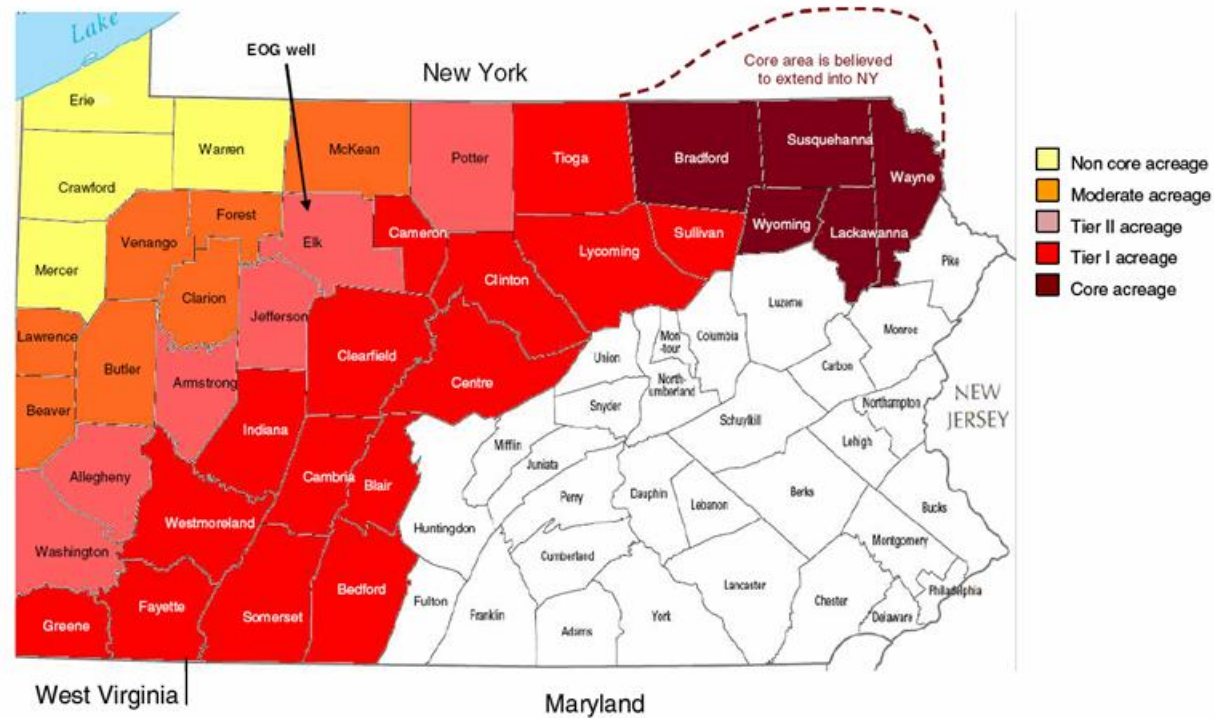 Lake
EOG well
New York
Core area is believed
to extend into NY
Erie
Warren
McKean
Potter
Tioga
Bradford
Susquehanna
Wayne
Crawford
Forest
Venango
Elk
Cameron
Clinton
Lycoming
Sullivan
Wyoming
Lackawanna
Pike
Mercer
Clarion
Jefferson
Clearfield
Centre
Luzerne
Monroe
Lawrence
Butler
Armstrong
Union
Mon
-tour
Columbia
Carbon
Beaver
Indiana
Snyder
North-
umberland
Schuylkill
Northampton
NEW
JERSEY
Lehigh
Allegheny
Cambria
Blair
Mifflin
Juniata
Perry
Dauphin
Lebanon
Berks
Bucks
Washington
Westmoreland
Huntingdon
Cumberland
Montgomery
Greene
Fayette
Somerset
Bedford
Fulton
Franklin
Adams
York
Lancaster
Chester
Delaware
Philadelphia
West Virginia
Maryland
Non core acreage
Moderate acreage
Tier II acreage
Tier I acreage
Core acreage